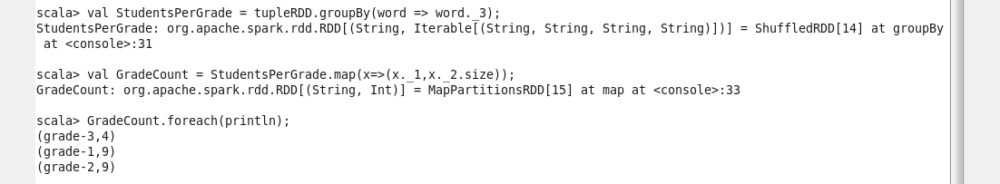 scala> val StudentsPerGrade = tupleRDD.groupBy(word => word._3);
StudentsPerGrade: org.apache.spark.rdd.RDD[(String, Iterable[(String, String, String, String)])] = ShuffledRDD[14] at groupBy
 at <console>:31
scala> val GradeCount = StudentsPerGrade.map(x=>(x._1,x._2.size));
GradeCount: org.apache.spark.rdd.RDD[(String, Int)] = MapPartitionsRDD[15] at map at <console>:33
scala> GradeCount.foreach(println);
(grade-3,4)
(grade-1,9)
(grade-2,9)